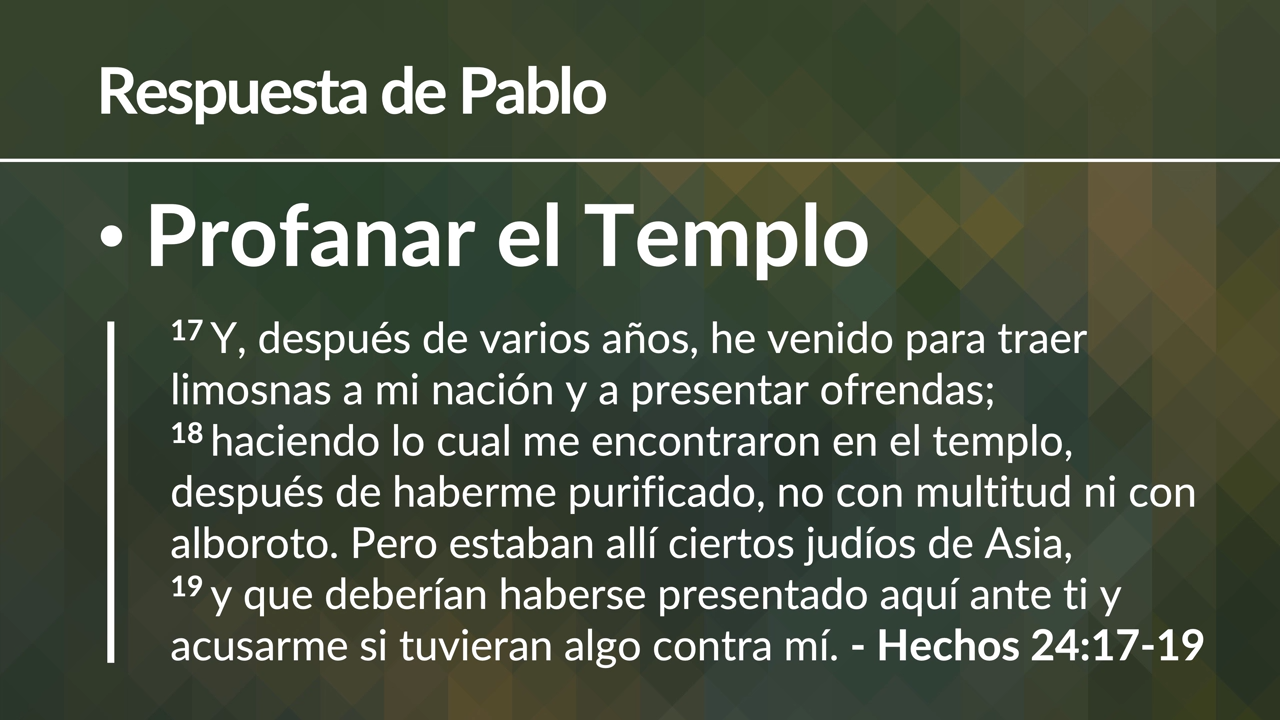 Respuesta de Pablo
• Profanar el Templo
17 Y, después de varios años, he venido para traer
limosnas a mi nación y a presentar ofrendas;
18 haciendo lo cual me encontraron en el templo,
después de haberme purificado, no con multitud ni con
alboroto. Pero estaban allí ciertos judíos de Asia,
19 y que deberían haberse presentado aquí ante ti y
acusarme si tuvieran algo contra mí. - Hechos 24:17-19